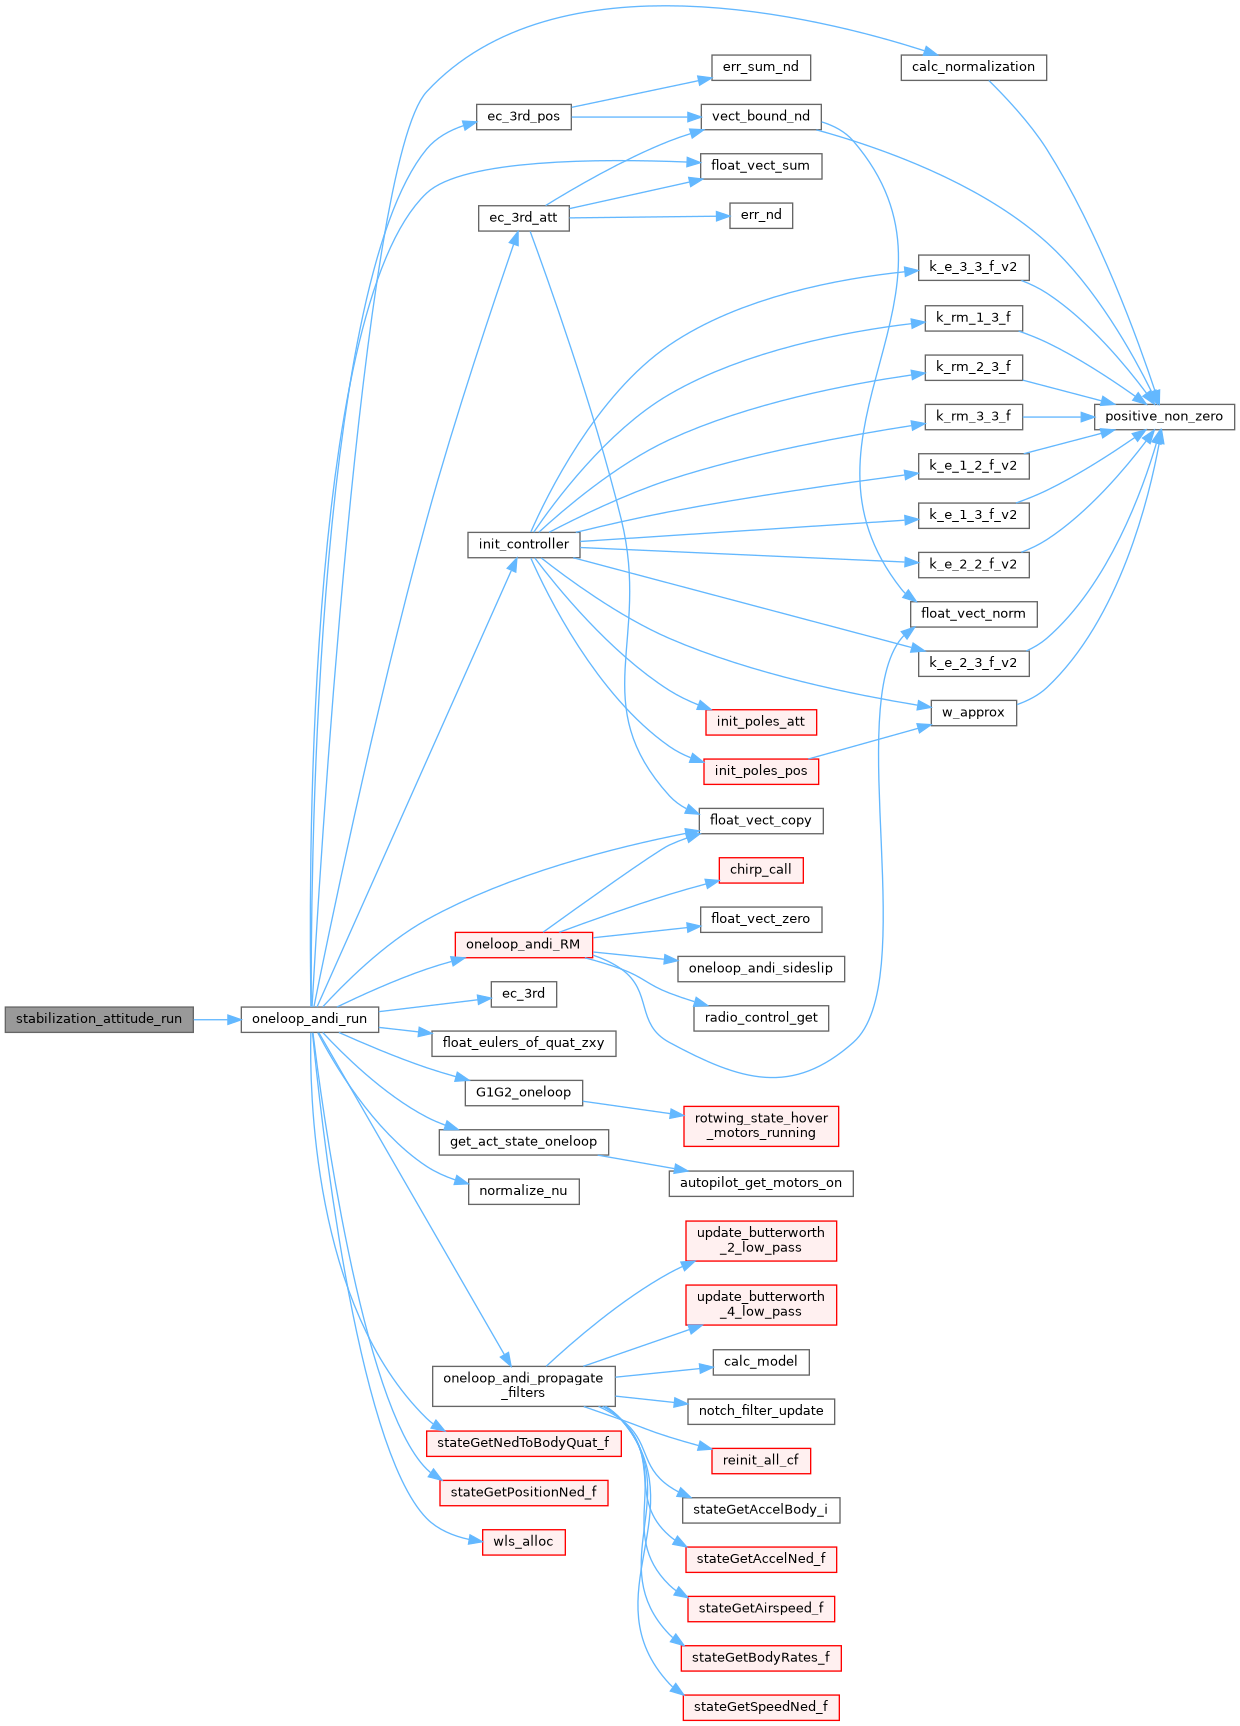 err_sum_nd
calc_normalization
ec_3rd_pos
vect_bound_nd
float_vect_sum
ec_3rd_att
err_nd
k_e_3_3_f_v2
k_rm_1_3_f
k_rm_2_3_f
k_rm_3_3_f
positive_non_zero
k_e_1_2_f_v2
k_e_1_3_f_v2
init_controller
k_e_2_2_f_v2
float_vect_norm
k_e_2_3_f_v2
w_approx
init_poles_att
init_poles_pos
float_vect_copy
chirp_call
float_vect_zero
oneloop_andi_RM
oneloop_andi_sideslip
ec_3rd
radio_control_get
stabilization_attitude_run
oneloop_andi_run
float_eulers_of_quat_zxy
G1G2_oneloop
rotwing_state_hover
_motors_running
get_act_state_oneloop
autopilot_get_motors_on
normalize_nu
update_butterworth
_2_low_pass
update_butterworth
_4_low_pass
calc_model
oneloop_andi_propagate
_filters
notch_filter_update
stateGetNedToBodyQuat_f
reinit_all_cf
stateGetPositionNed_f
stateGetAccelBody_i
wls_alloc
stateGetAccelNed_f
stateGetAirspeed_f
stateGetBodyRates_f
stateGetSpeedNed_f